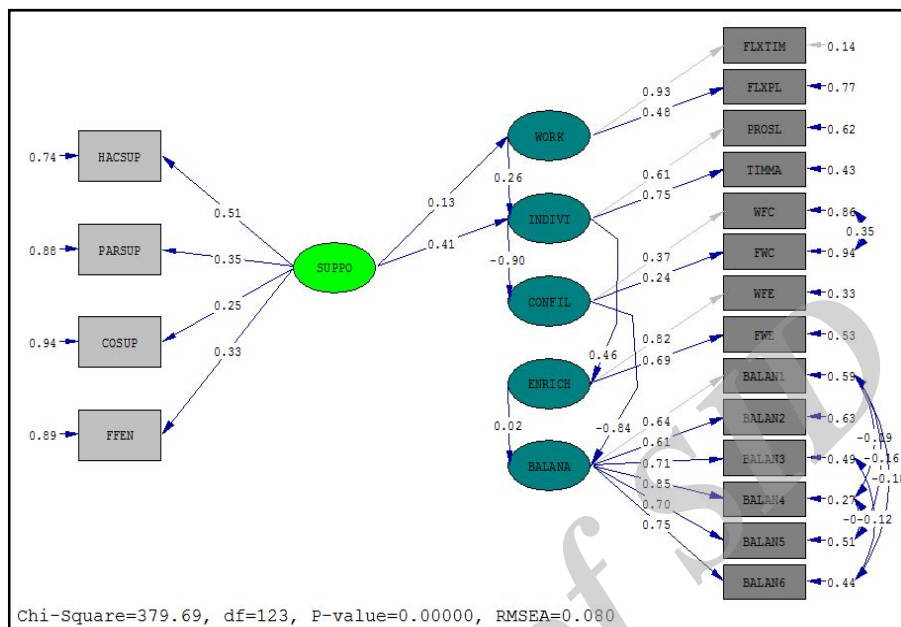 FLXTIM 0.14
0.93
FLXPL 0.77
0.48
WORK
PROSL 0.62
0.74 HACSUP
0.61
TIMMA 0.43
0.26
0.75
0.13
0.51
INDIVI
WFC 0.86
0.35
0.41
0.37
FWC 0.94
0.88 PARSUP
0.35
SUPPO
-0.90
0.24
CONFIL
WFE 0.33
0.25
0.82
FWE 0.53
0.94 COSUP
0.33
0.46
0.69
ENRICH
BALAN1 0.59
0.64
BALAN2 0.63
0.02
-0.84
0.61
-0.19
0.89 FFEN
0.71
BALAN3 0.49
-0.16
BALANA
0.85
-0.18
BALAN4 0.27
0.70
-0.12
BALAN5 0.51
0.75
BALAN6 0.44
Chi-Square=379.69, df=123, P-value=0.00000, RMSEA=0.080
of SID